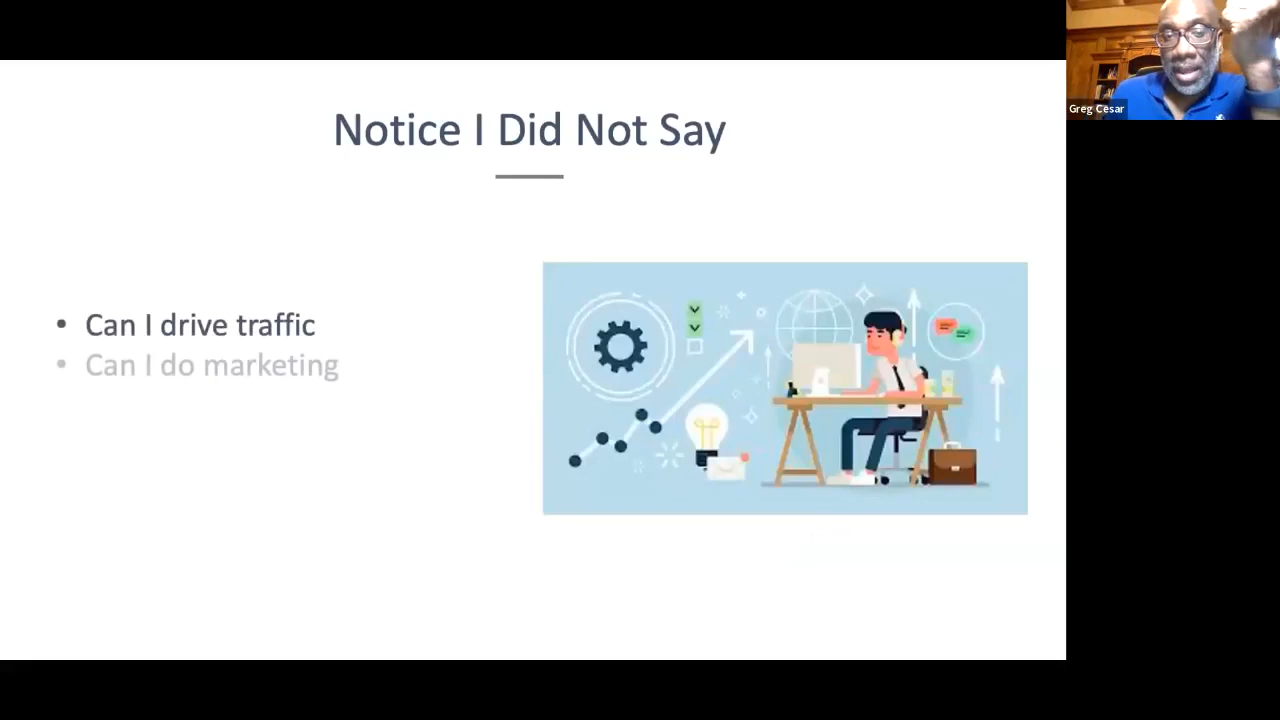 Notice I Did Not Say
• Can I drive traffic
• Can I do marketing
Greg Cesar